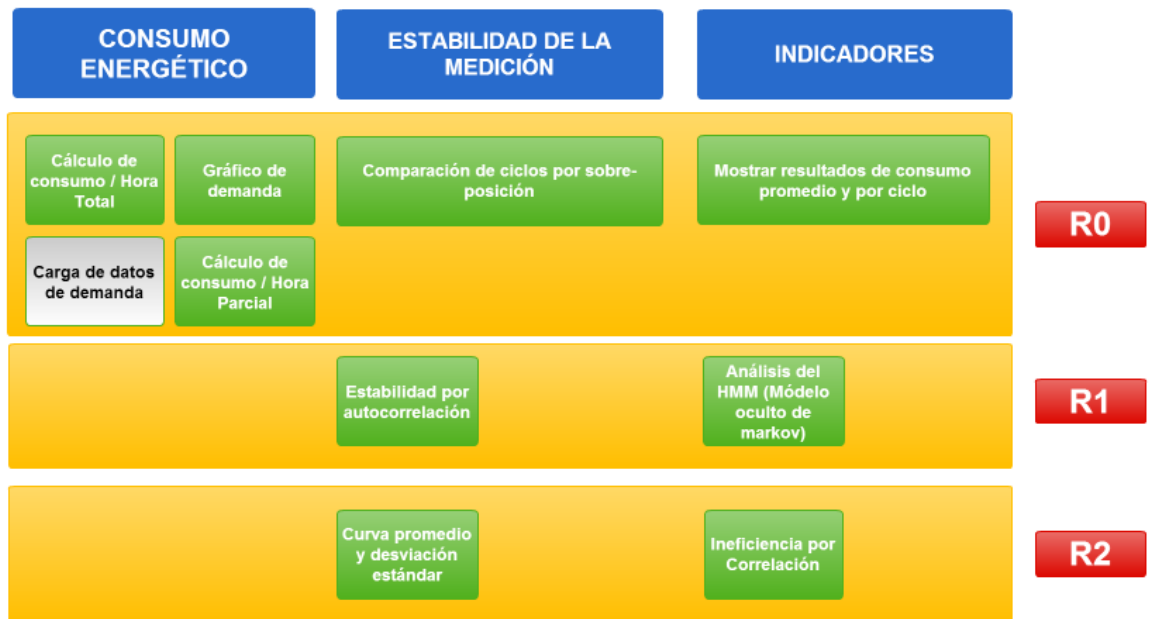 CONSUMO
ENERGÉTICO
ESTABILIDAD DE LA
MEDICIÓN
INDICADORES
Cálculo de
consumo / Hora
Total
Gráfico de
demanda
Comparación de ciclos por sobre-
posición
Mostrar resultados de consumo
promedio y por ciclo
Carga de datos
de demanda
Cálculo de
consumo / Hora
Parcial
R0
Estabilidad por
autocorrelación
Análisis del
HMM (Módelo
oculto de
markov)
R1
Curva promedio
y desviación
estándar
Ineficiencia por
Correlación
R2